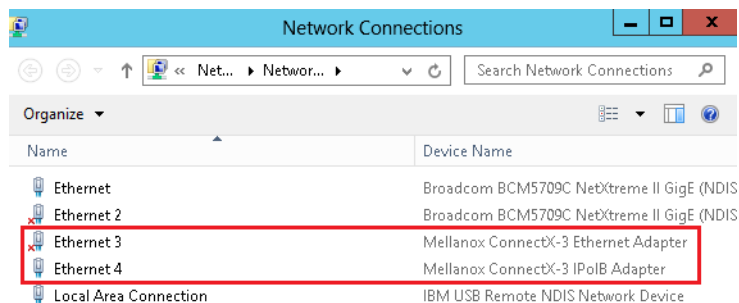 Network Connections
« Net... Networ... Search Network Connections
Organize
Name Device Name
Ethernet Broadcom BCM5709C NetXtreme II GigE (NDIS
Ethernet 2 Broadcom BCM5709C NetXtreme II GigE (NDIS
Ethernet 3 Mellanox ConnectX-3 Ethernet Adapter
Ethernet 4 Mellanox ConnectX-3 IPoIB Adapter
Local Area Connection IBM USB Remote NDIS Network Device